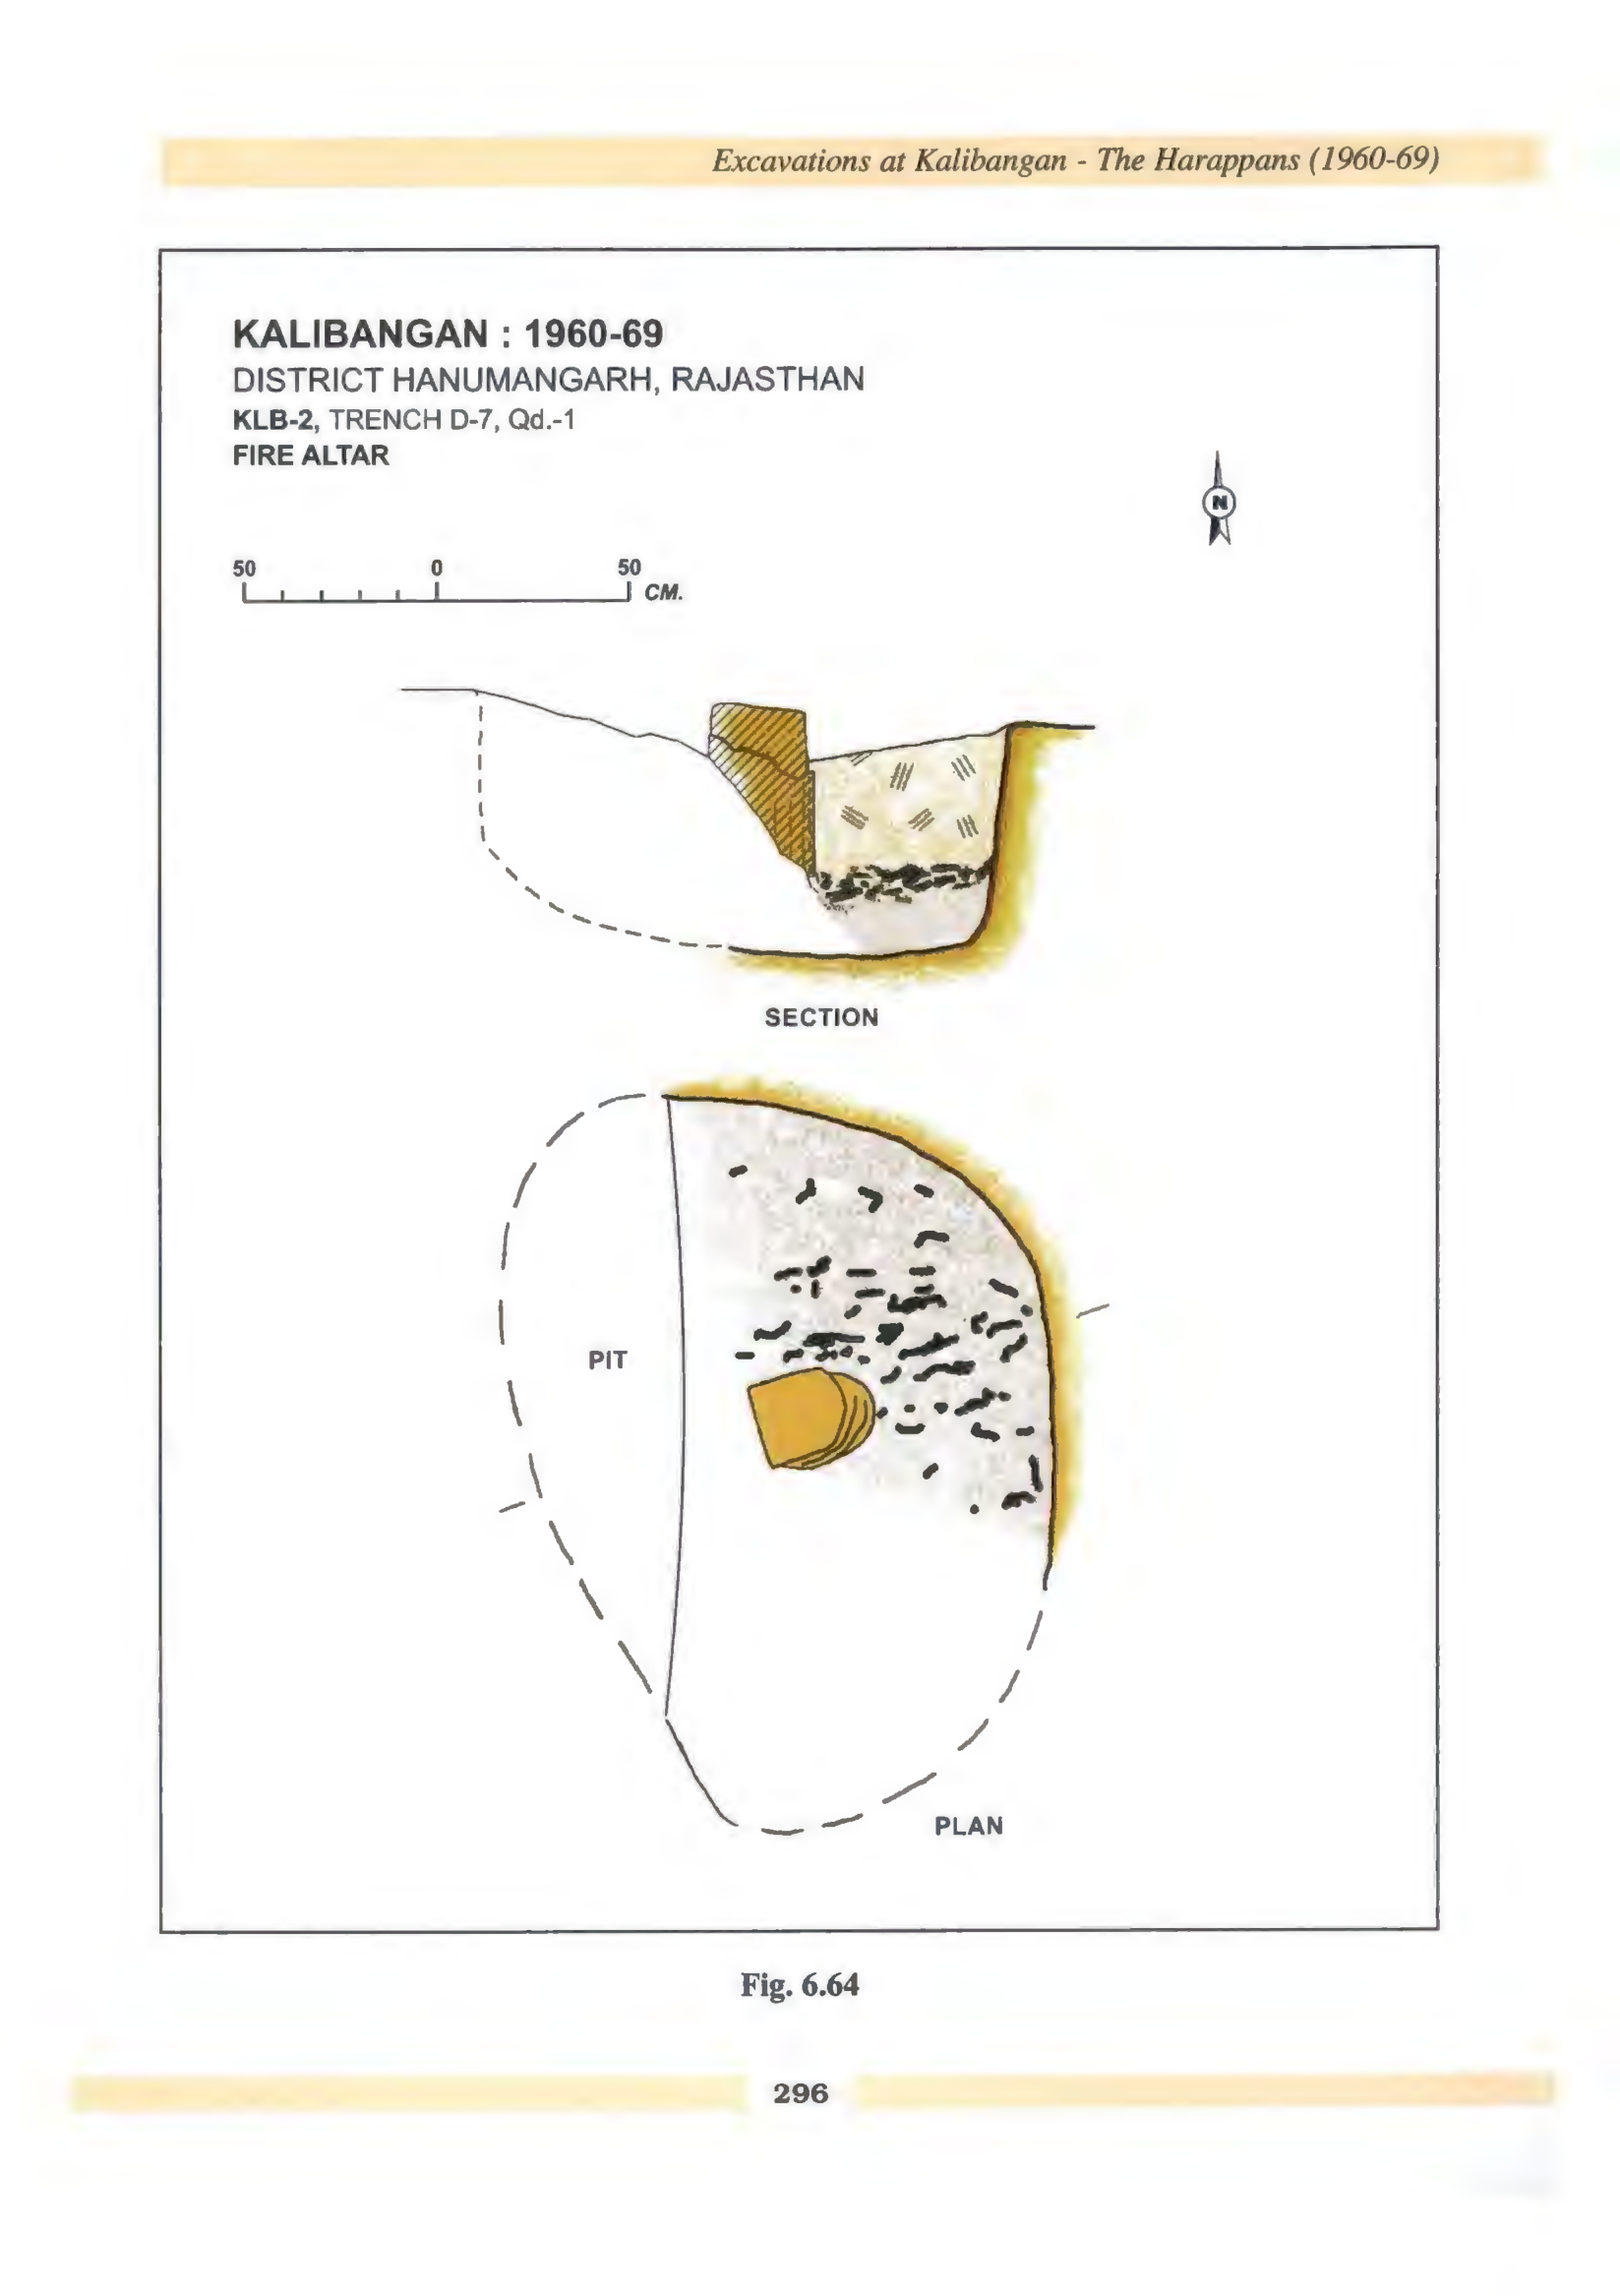 Excavations at Kalibangan - The Harappans (1960-69)
KALIBANGAN : 1960-69
DISTRICT HANUMANGARH, RAJASTHAN
KLB-2, TRENCH D-7, Qd.-1
FIRE ALTAR
N
50 0 50
CM.
SECTION
PIT
PLAN
Fig. 6.64
296